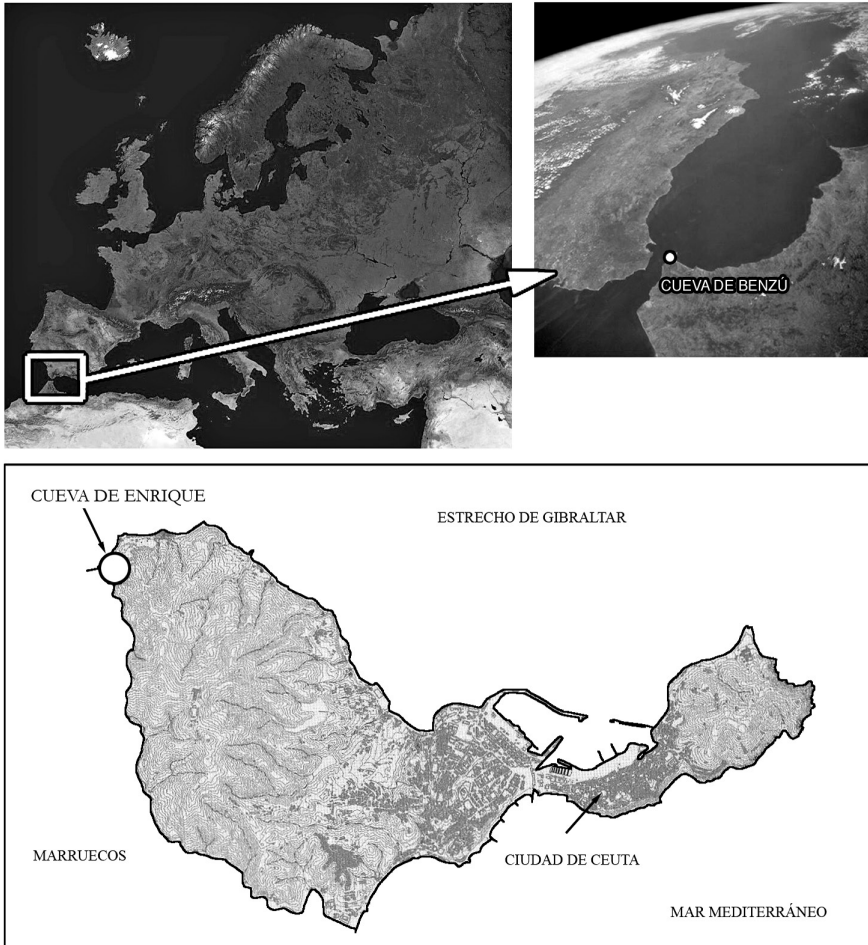 CUEVA DE BENZÚ
CUEVA DE ENRIQUE
ESTRECHO DE GIBRALTAR
MARRUECOS
CIUDAD DE CEUTA
MAR MEDITERRÁNEO